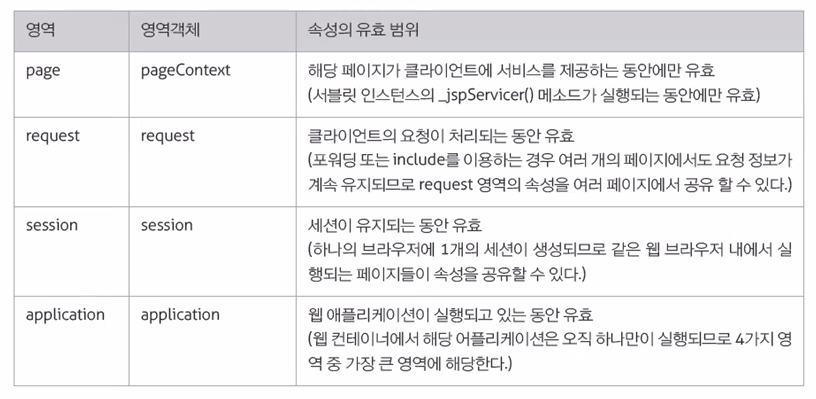 영역 영역객체 속성의 유효 범위
page pageContext 해당 페이지가 클라이언트에 서비스를 제공하는 동안에만 유효
(서블릿 인스턴스의 _jspServicer() 메소드가 실행되는 동안에만 유효)
request request 클라이언트의 요청이 처리되는 동안 유효
(포워딩 또는 include를 이용하는 경우 여러 개의 페이지에서도 요청 정보가
계속 유지되므로 request 영역의 속성을 여러 페이지에서 공유 할 수 있다.)
session session 세션이 유지되는 동안 유효
(하나의 브라우저에 1개의 세션이 생성되므로 같은 웹 브라우저 내에서 실
행되는 페이지들이 속성을 공유할 수 있다.)
application application 웹 애플리케이션이 실행되고 있는 동안 유효
(웹 컨테이너에서 해당 어플리케이션은 오직 하나만이 실행되므로 4가지 영
역 중 가장 큰 영역에 해당한다.)